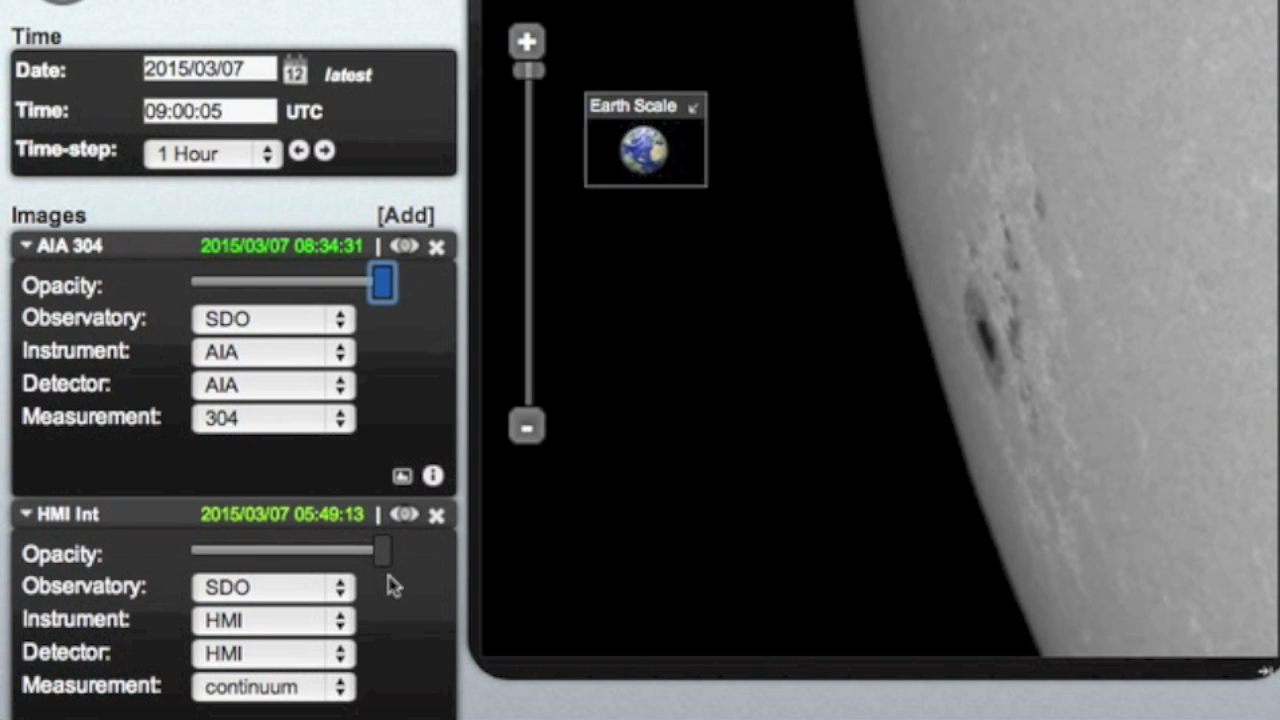 Time
Date: 2015/03/07 12 latest
Time: 09:00:05 UTC
Time-step: 1 Hour
Images [Add]
AIA 304 2015/03/07 08:34:31 |
Opacity:
Observatory: SDO
Instrument: AIA
Detector: AIA
Measurement: 304
HMI Int 2015/03/07 05:49:13 |
Opacity:
Observatory: SDO
Instrument: HMI
Detector: HMI
Measurement: continuum
Earth Scale